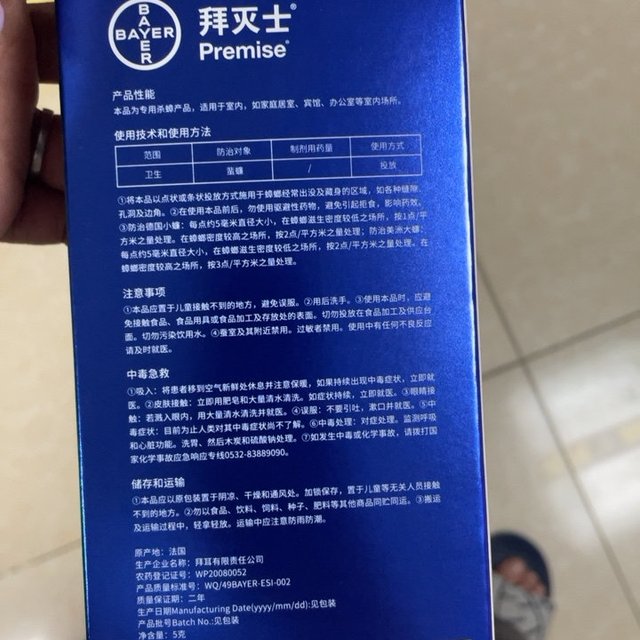 BAYER
BAYER
拜灭士®
Premise®
产品性能
本品为专用杀蟑产品，适用于室内，如家庭居室、宾馆、办公室等室内场所。
使用技术和使用方法
范围 防治对象 制剂用药量 使用方式
卫生 蜚蠊 / 投放
①将本品以点状或条状投放方式施用于蟑螂经常出没及藏身的区域，如各种缝隙、
孔洞及边角。②在使用本品前后，勿使用驱避性药物，避免引起拒食，影响药效。
③防治德国小蠊：每点约5毫米直径大小，在蟑螂滋生密度较低之场所，按1点/平
方米之量处理。在蟑螂密度较高之场所，按2点/平方米之量处理；防治美洲大蠊：
每点约5毫米直径大小，在蟑螂滋生密度较低之场所，按2点/平方米之量处理。在
蟑螂密度较高之场所，按3点/平方米之量处理。
注意事项
①本品应置于儿童接触不到的地方，避免误服。②用后洗手。③使用本品时，应避
免接触食品、食品用具或食品加工及存放处的表面。切勿投放在食品加工及供应台
面。切勿污染饮用水。④蚕室及其附近禁用。过敏者禁用。使用中有任何不良反应
请及时就医。
中毒急救
①吸入：将患者移到空气新鲜处休息并注意保暖，如果持续出现中毒症状，立即就
医。②皮肤接触：立即用肥皂和大量清水清洗。如症状持续，立即就医。③眼睛接
触：若溅入眼内，用大量清水清洗并就医。④误服：不要引吐，漱口并就医。⑤中
毒症状：目前为止人类对其中毒症状尚不了解。⑥中毒处理：对症处理。监测呼吸
和心脏功能。洗胃、然后木炭和硫酸钠处理。⑦如发生中毒或化学事故，请拨打国
家化学事故应急响应专线0532-83889090。
储存和运输
①本品应以原包装置于阴凉、干燥和通风处。加锁保存，置于儿童等无关人员接触
不到的地方。②勿以食品、饮料、饲料、种子、肥料等其他商品同贮同运。③搬运
及运输过程中，轻拿轻放。运输中应注意防雨防潮。
原产地：法国
生产企业名称：拜耳有限责任公司
农药登记证号：WP20080052
产品质量标准号：WQ/49BAYER-ESI-002
质量保证期：二年
生产日期Manufacturing Date(yyyy/mm/dd):见包装
产品批号Batch No.:见包装
净含量：5克